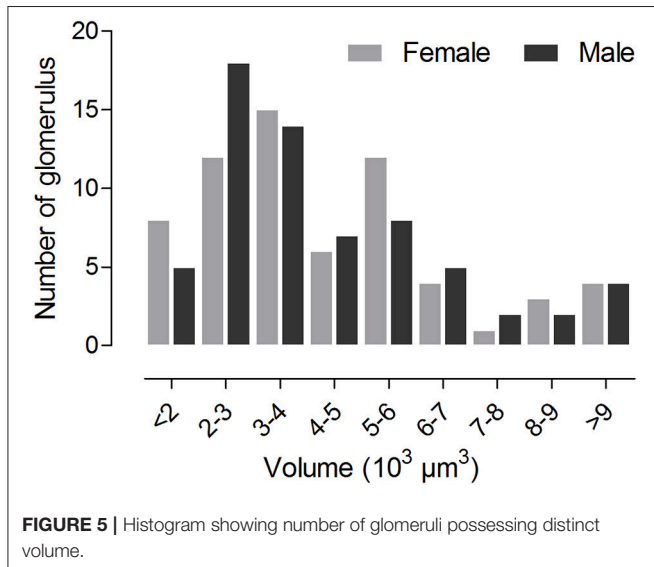 20
Female Male
15
10
5
0
Number of glomerulus
<2 2-3 3-4 4-5 5-6 6-7 7-8 8-9 >9
Volume (10³ µm³)
FIGURE 5 | Histogram showing number of glomeruli possessing distinct
volume.